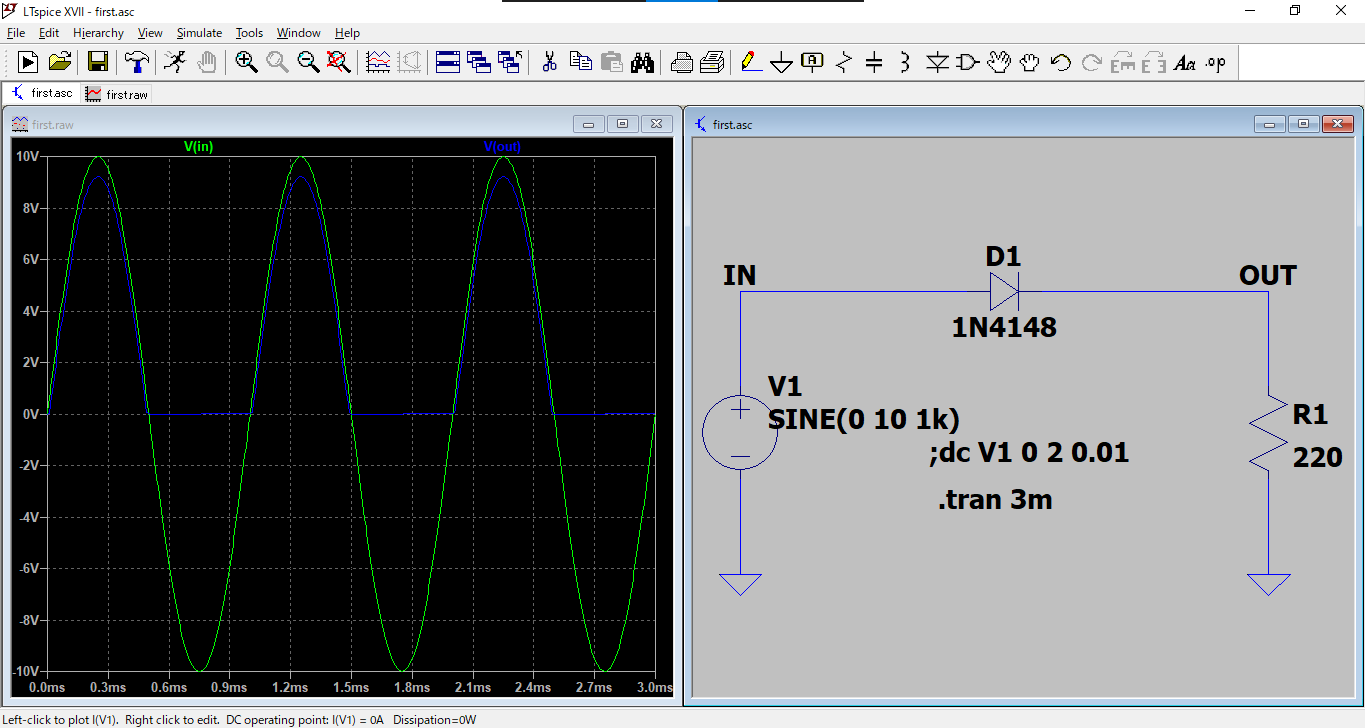 LTspice XVII - first.asc
File Edit Hierarchy View Simulate Tools Window Help
A Aa .op
first.asc first.raw
first.raw
V(in) V(out)
10V
8V
6V
4V
2V
0V
-2V
-4V
-6V
-8V
-10V
0.0ms 0.3ms 0.6ms 0.9ms 1.2ms 1.5ms 1.8ms 2.1ms 2.4ms 2.7ms 3.0ms
first.asc
D1
IN OUT
1N4148
V1
SINE(0 10 1k)
R1
;dc V1 0 2 0.01
220
.tran 3m
Left-click to plot I(V1). Right click to edit. DC operating point: I(V1) = 0A Dissipation=0W